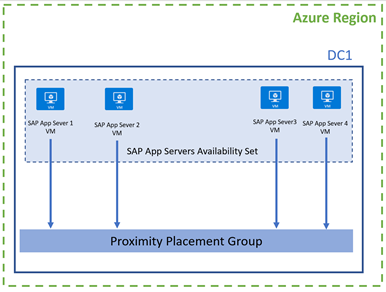 Azure Region
DC1
VM
VM
VM
VM
SAP App Sever 1
VM
SAP App Sever 2
VM
SAP App Sever3
VM
SAP App Sever 4
VM
SAP App Servers Availability Set
Proximity Placement Group